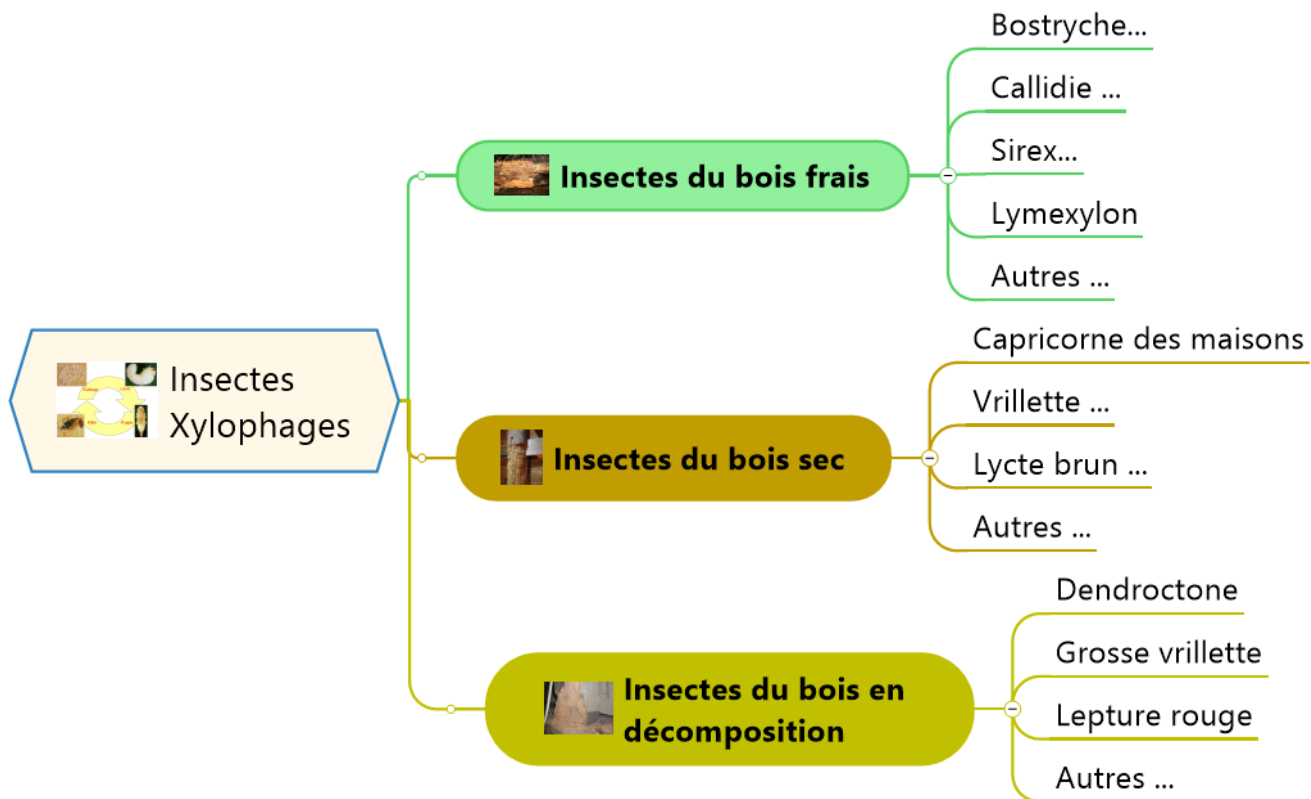 Insectes
Xylophages
Insectes du bois frais
Bostryche...
Callidie ...
Sirex...
Lymexylon
Autres ...
Insectes du bois sec
Capricorne des maisons
Vrillette ...
Lycte brun ...
Autres ...
Insectes du bois en
décomposition
Dendroctone
Grosse vrillette
Lepture rouge
Autres ...